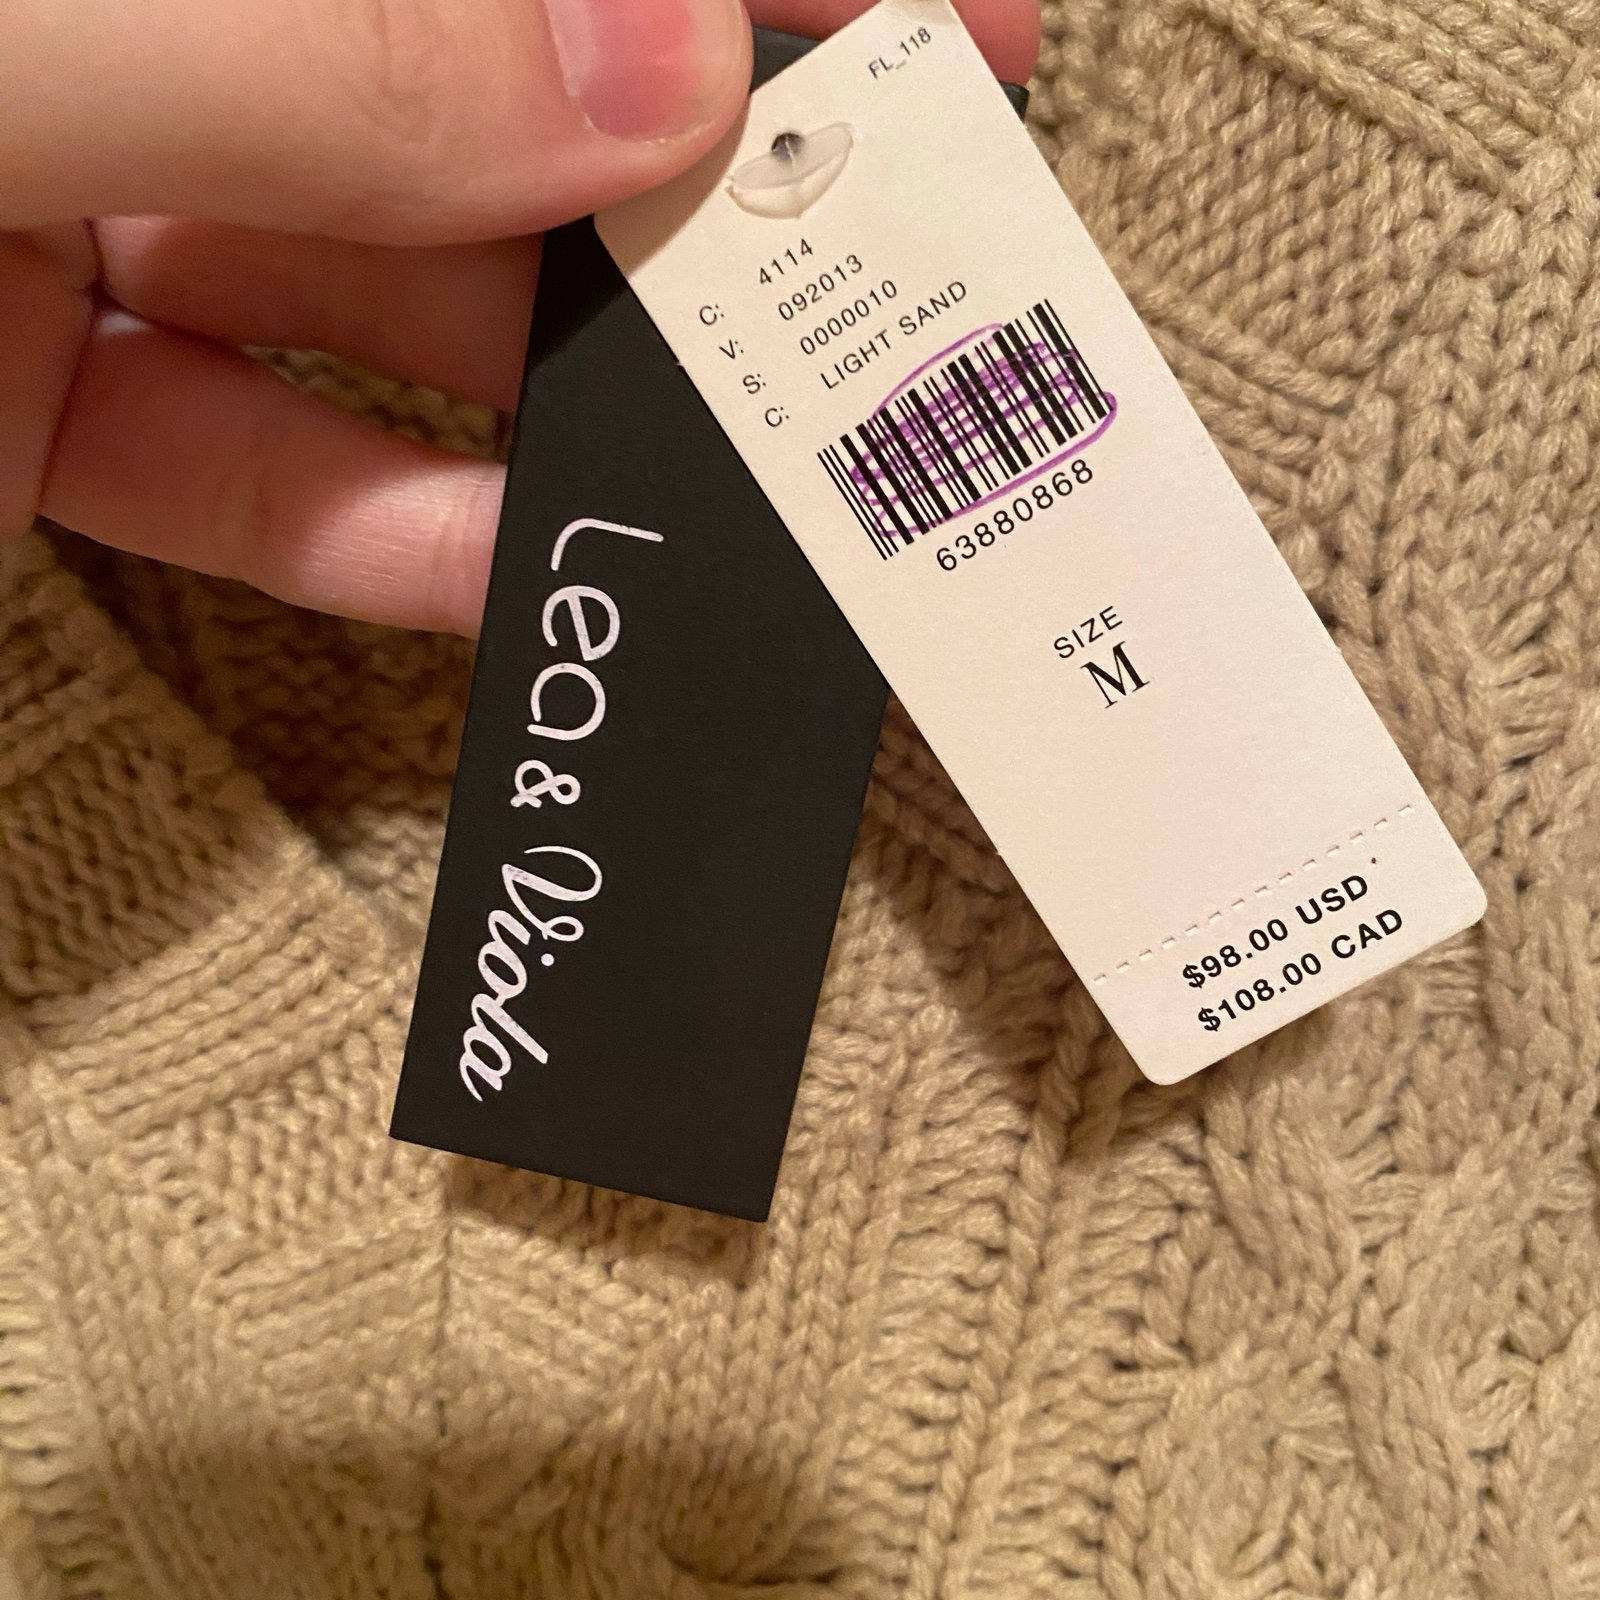 FL_118
C: 4114
V: 092013
S: 0000010
C: LIGHT SAND
63880868
SIZE
M
$98.00 USD
$108.00 CAD
Lea & Viola